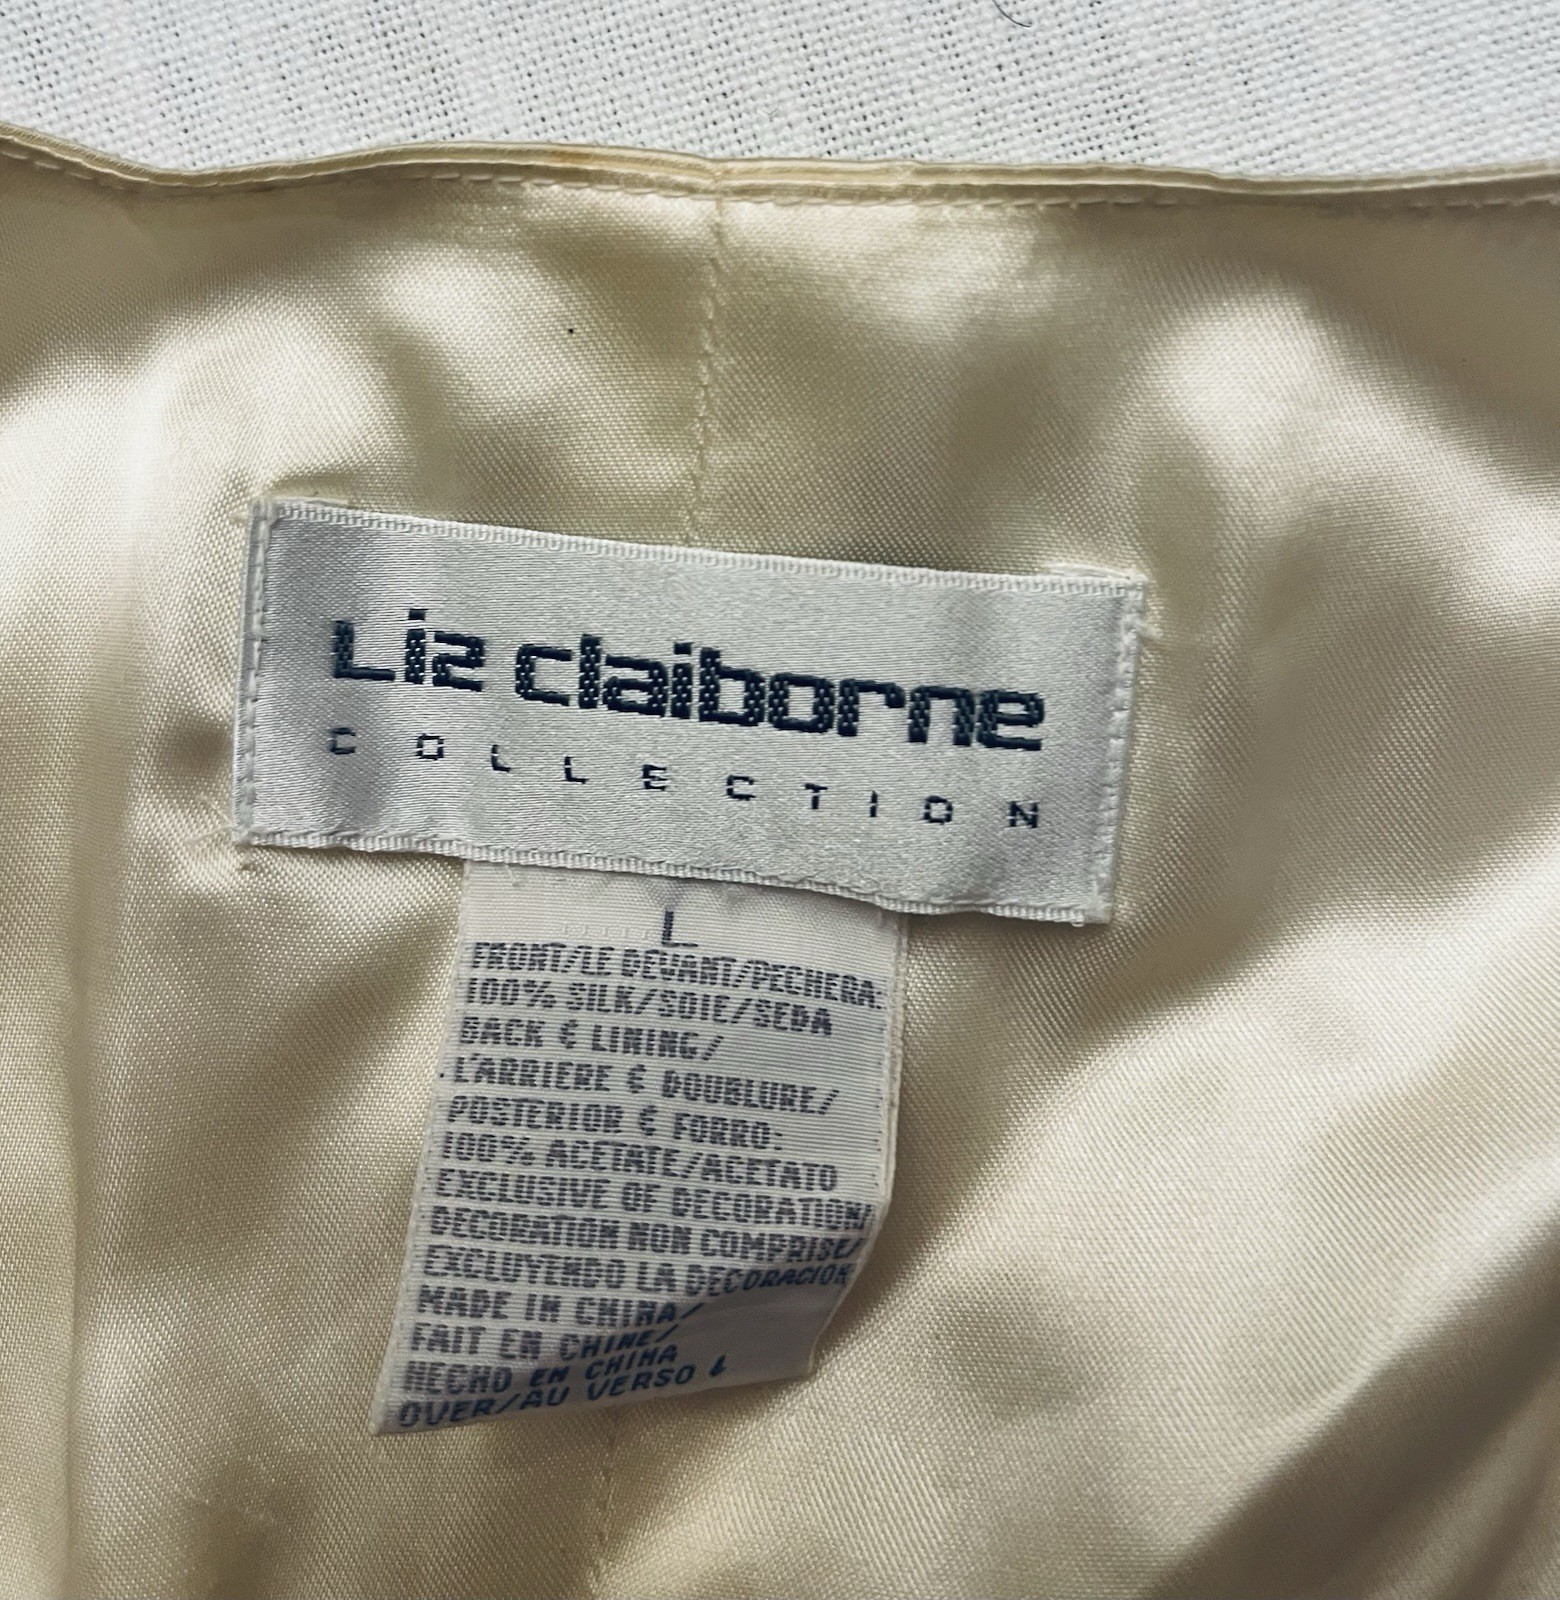 Liz claiborne
COLLECTION
L
FRONT/LE DEVANT/PECHERA:
100% SILK/SOIE/SEDA
BACK & LINING/
L'ARRIERE & DOUBLURE/
POSTERIOR & FORRO:
100% ACETATE/ACETATO
EXCLUSIVE OF DECORATION/
DECORATION NON COMPRISE/
EXCLUYENDO LA DECORACION
MADE IN CHINA/
FAIT EN CHINE/
HECHO EN CHINA
OVER/AU VERSO